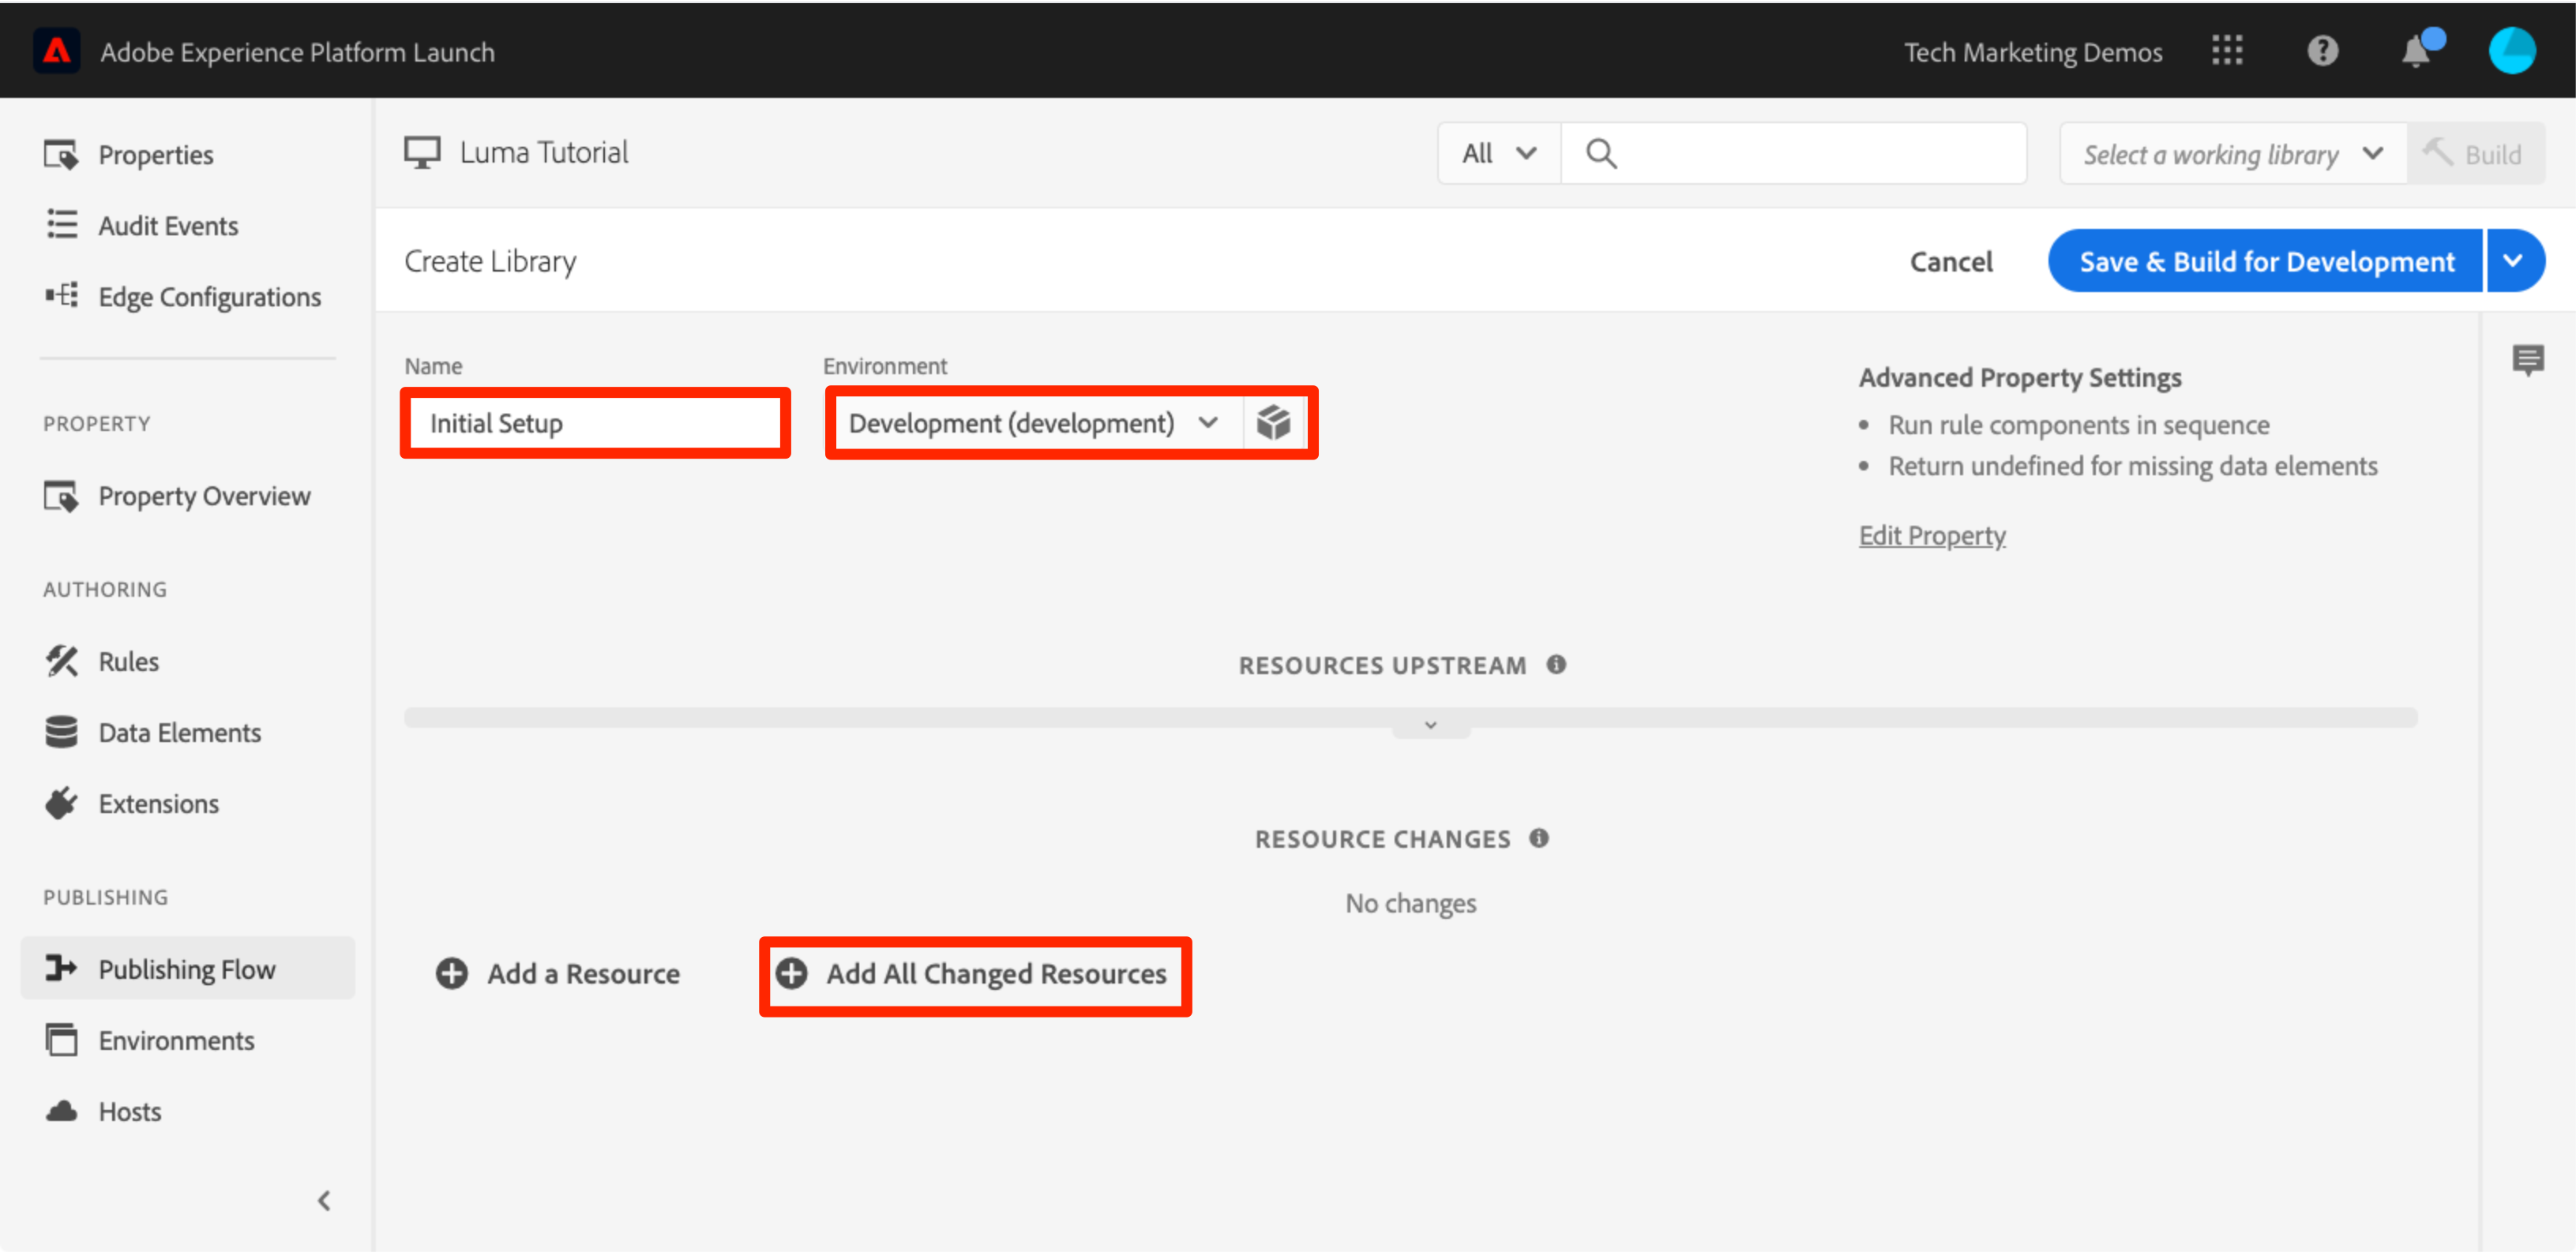 Adobe Experience Platform Launch
Tech Marketing Demos
Properties
Audit Events
Edge Configurations
PROPERTY
Property Overview
AUTHORING
Rules
Data Elements
Extensions
PUBLISHING
Publishing Flow
Environments
Hosts
Luma Tutorial
All
Select a working library
Build
Create Library
Cancel
Save & Build for Development
Name
Environment
Initial Setup
Development (development)
Advanced Property Settings
• Run rule components in sequence
• Return undefined for missing data elements
Edit Property
RESOURCES UPSTREAM
RESOURCE CHANGES
No changes
Add a Resource
Add All Changed Resources